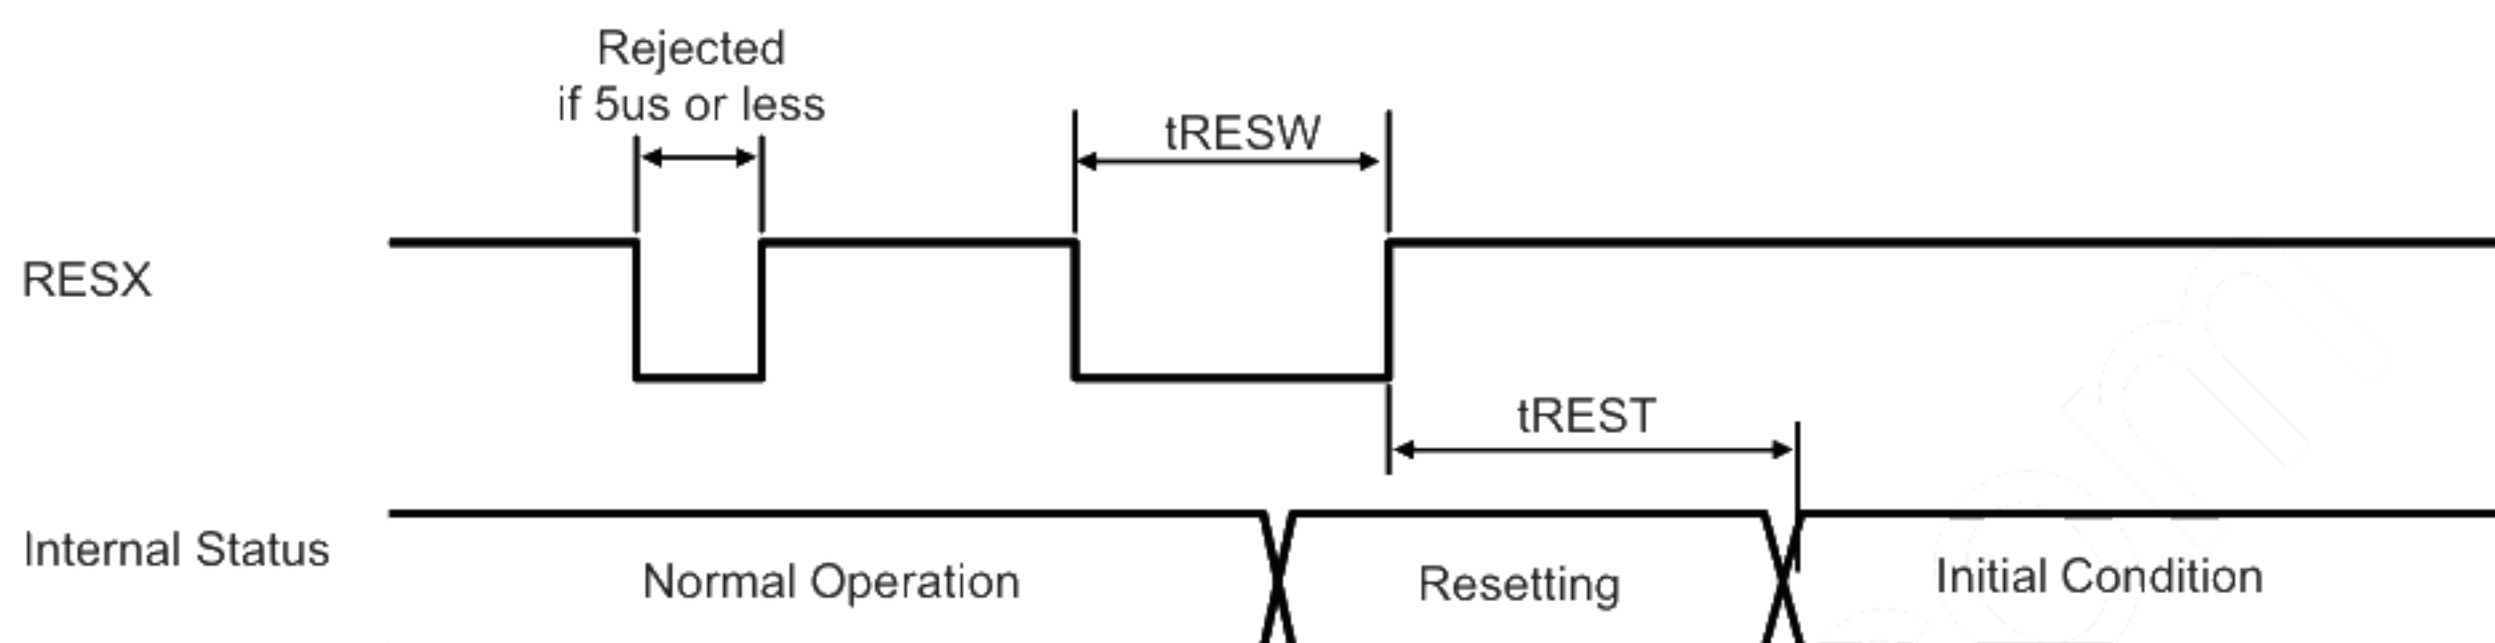 Rejected
if 5us or less
tRESW
RESX
tREST
Internal Status
Normal Operation
Resetting
Initial Condition